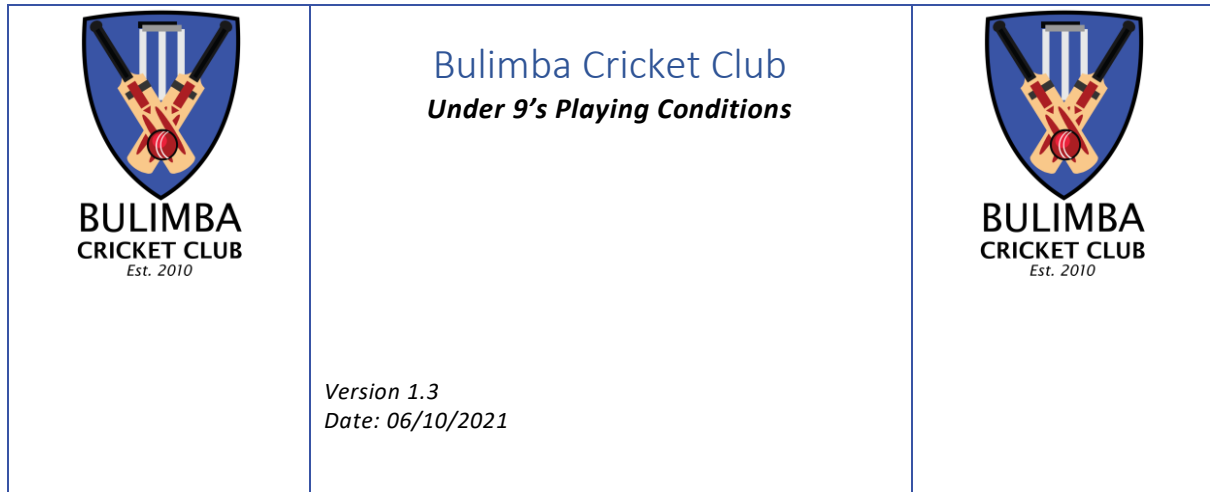 BULIMBA
CRICKET CLUB
Est. 2010
Bulimba Cricket Club
Under 9’s Playing Conditions
Version 1.3
Date: 06/10/2021
BULIMBA
CRICKET CLUB
Est. 2010